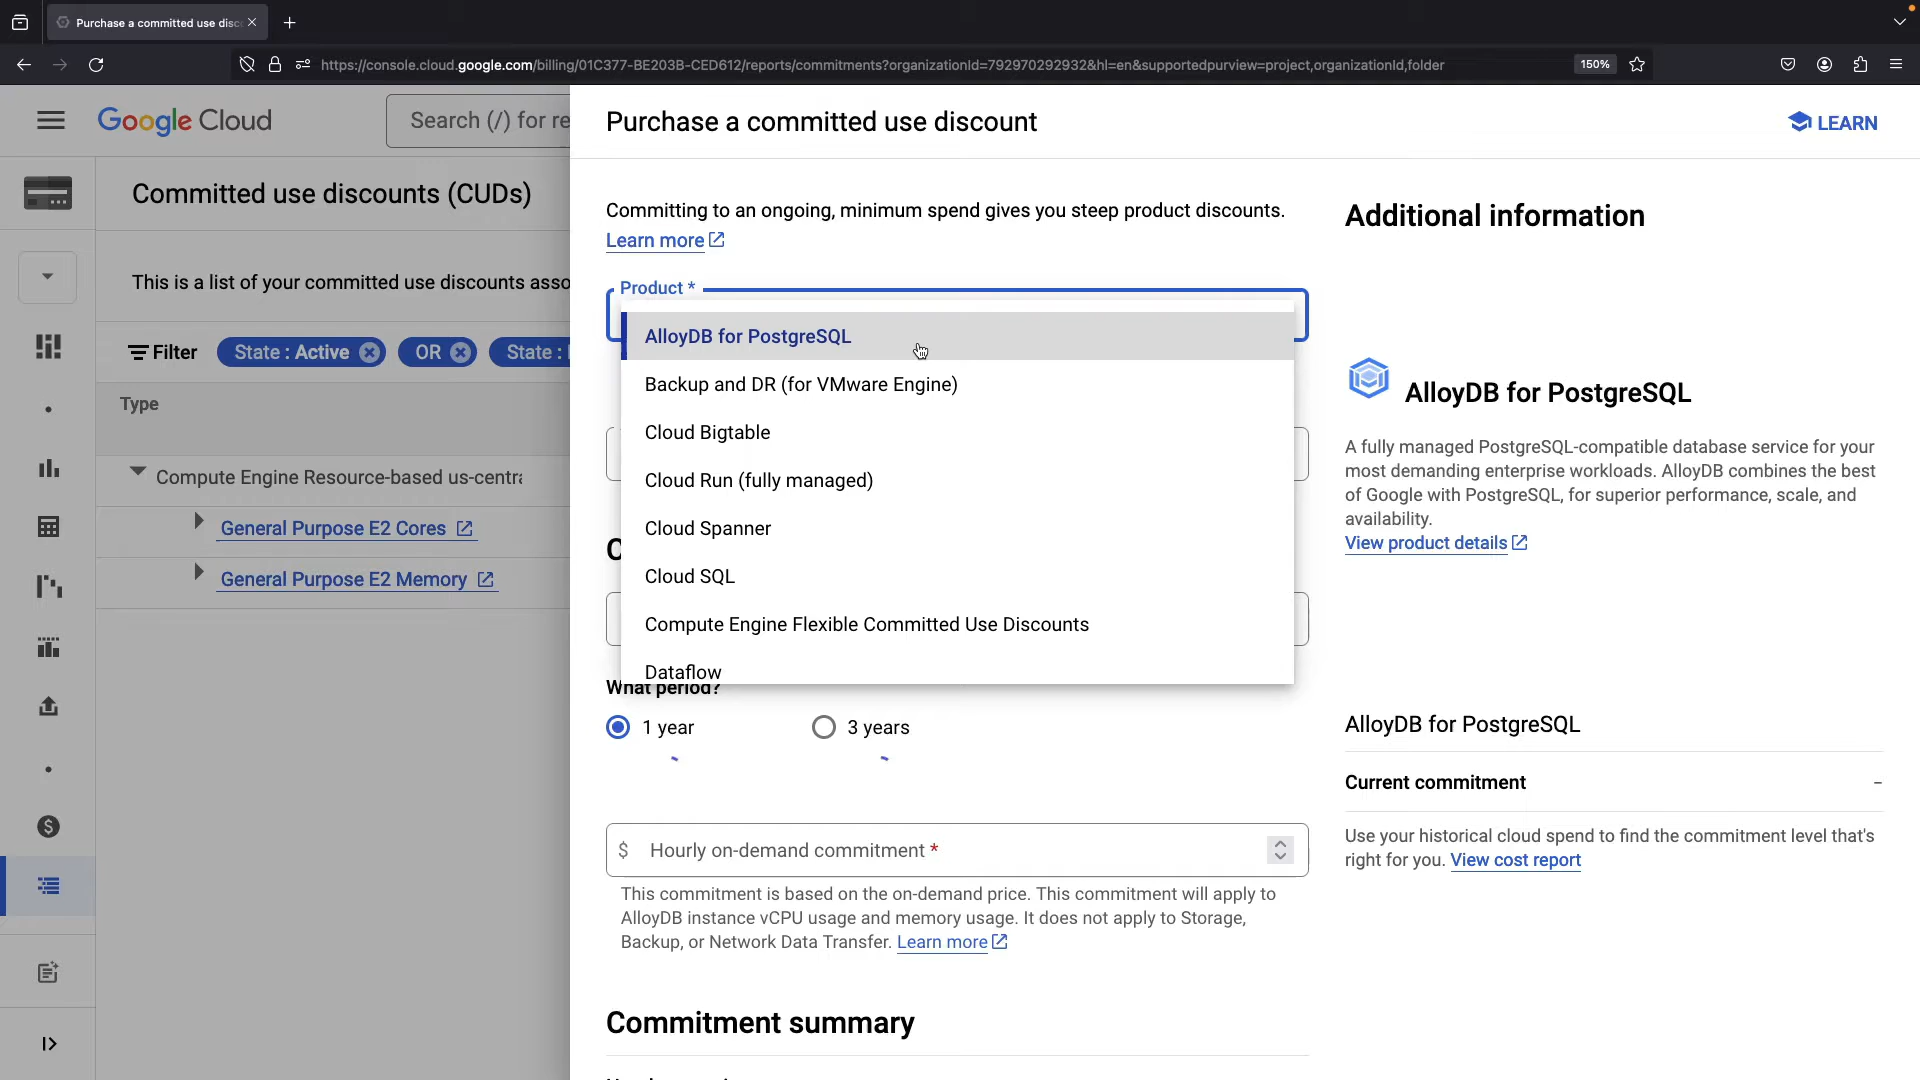 Purchase a committed use disc
https://console.cloud.google.com/billing/01C377-BE203B-CED612/reports/commitments?organizationId=792970292932&hl=en&supportedpurview=project,organizationId,folder
150%
Google Cloud
Search (/) for re
Purchase a committed use discount
LEARN
Committed use discounts (CUDs)
This is a list of your committed use discounts asso
Filter
State : Active
OR
State :
Type
Compute Engine Resource-based us-centra
General Purpose E2 Cores
General Purpose E2 Memory
Committing to an ongoing, minimum spend gives you steep product discounts.
Learn more
Product *
AlloyDB for PostgreSQL
Backup and DR (for VMware Engine)
Cloud Bigtable
Cloud Run (fully managed)
Cloud Spanner
Cloud SQL
Compute Engine Flexible Committed Use Discounts
Dataflow
What period?
1 year
3 years
$ Hourly on-demand commitment *
This commitment is based on the on-demand price. This commitment will apply to
AlloyDB instance vCPU usage and memory usage. It does not apply to Storage,
Backup, or Network Data Transfer. Learn more
Commitment summary
Additional information
AlloyDB for PostgreSQL
A fully managed PostgreSQL-compatible database service for your
most demanding enterprise workloads. AlloyDB combines the best
of Google with PostgreSQL, for superior performance, scale, and
availability.
View product details
AlloyDB for PostgreSQL
Current commitment
-
Use your historical cloud spend to find the commitment level that's
right for you. View cost report